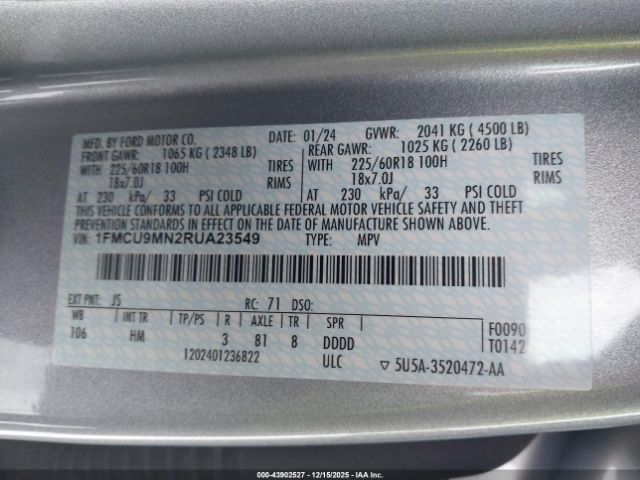 MFD. BY FORD MOTOR CO.
DATE: 01/24 GVWR: 2041 KG ( 4500 LB)
FRONT GAWR: 1065 KG ( 2348 LB) REAR GAWR: 1025 KG ( 2260 LB)
WITH 225/60R18 100H TIRES WITH 225/60R18 100H TIRES
18x7.0J RIMS 18x7.0J RIMS
AT 230 kPa/ 33 PSI COLD AT 230 kPa/ 33 PSI COLD
THIS VEHICLE CONFORMS TO ALL APPLICABLE FEDERAL MOTOR VEHICLE SAFETY AND THEFT
PREVENTION STANDARDS IN EFFECT ON THE DATE OF MANUFACTURE SHOWN ABOVE.
VIN: 1FMCU9MN2RUA23549 TYPE: MPV
EXT PNT: JS RC: 71 DSO:
WB INT TR TP/PS R AXLE TR SPR F0090
106 HM 3 81 8 DDDD T0142
1202401236822 ULC ▽ 5U5A-3520472-AA
000-43902527 - 12/15/2025 - IAA Inc.